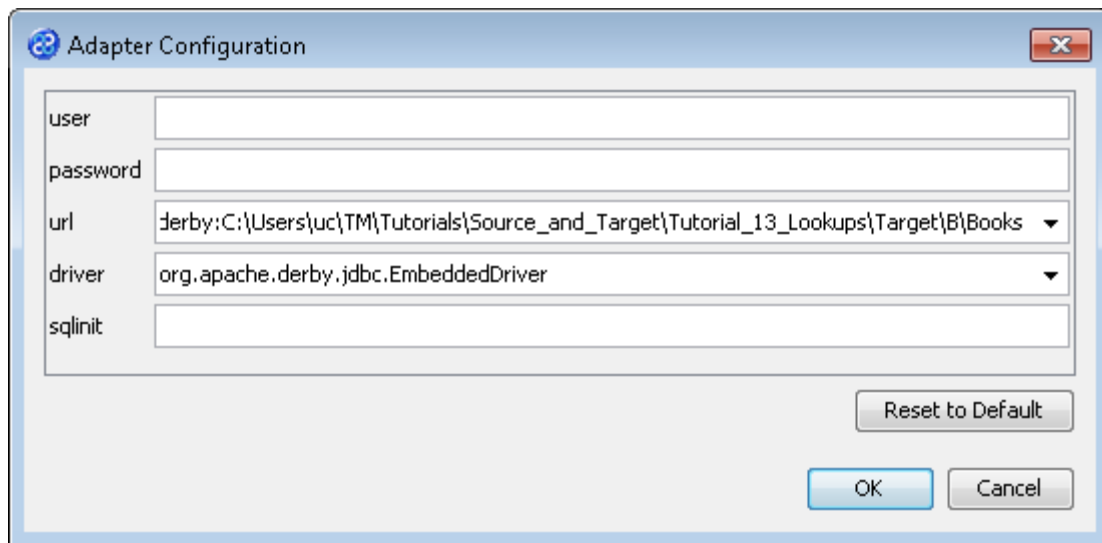 Adapter Configuration
user
password
url derby:C:\Users\uc\TM\Tutorials\Source_and_Target\Tutorial_13_Lookups\Target\B\Books
driver org.apache.derby.jdbc.EmbeddedDriver
sqlinit
Reset to Default
OK Cancel